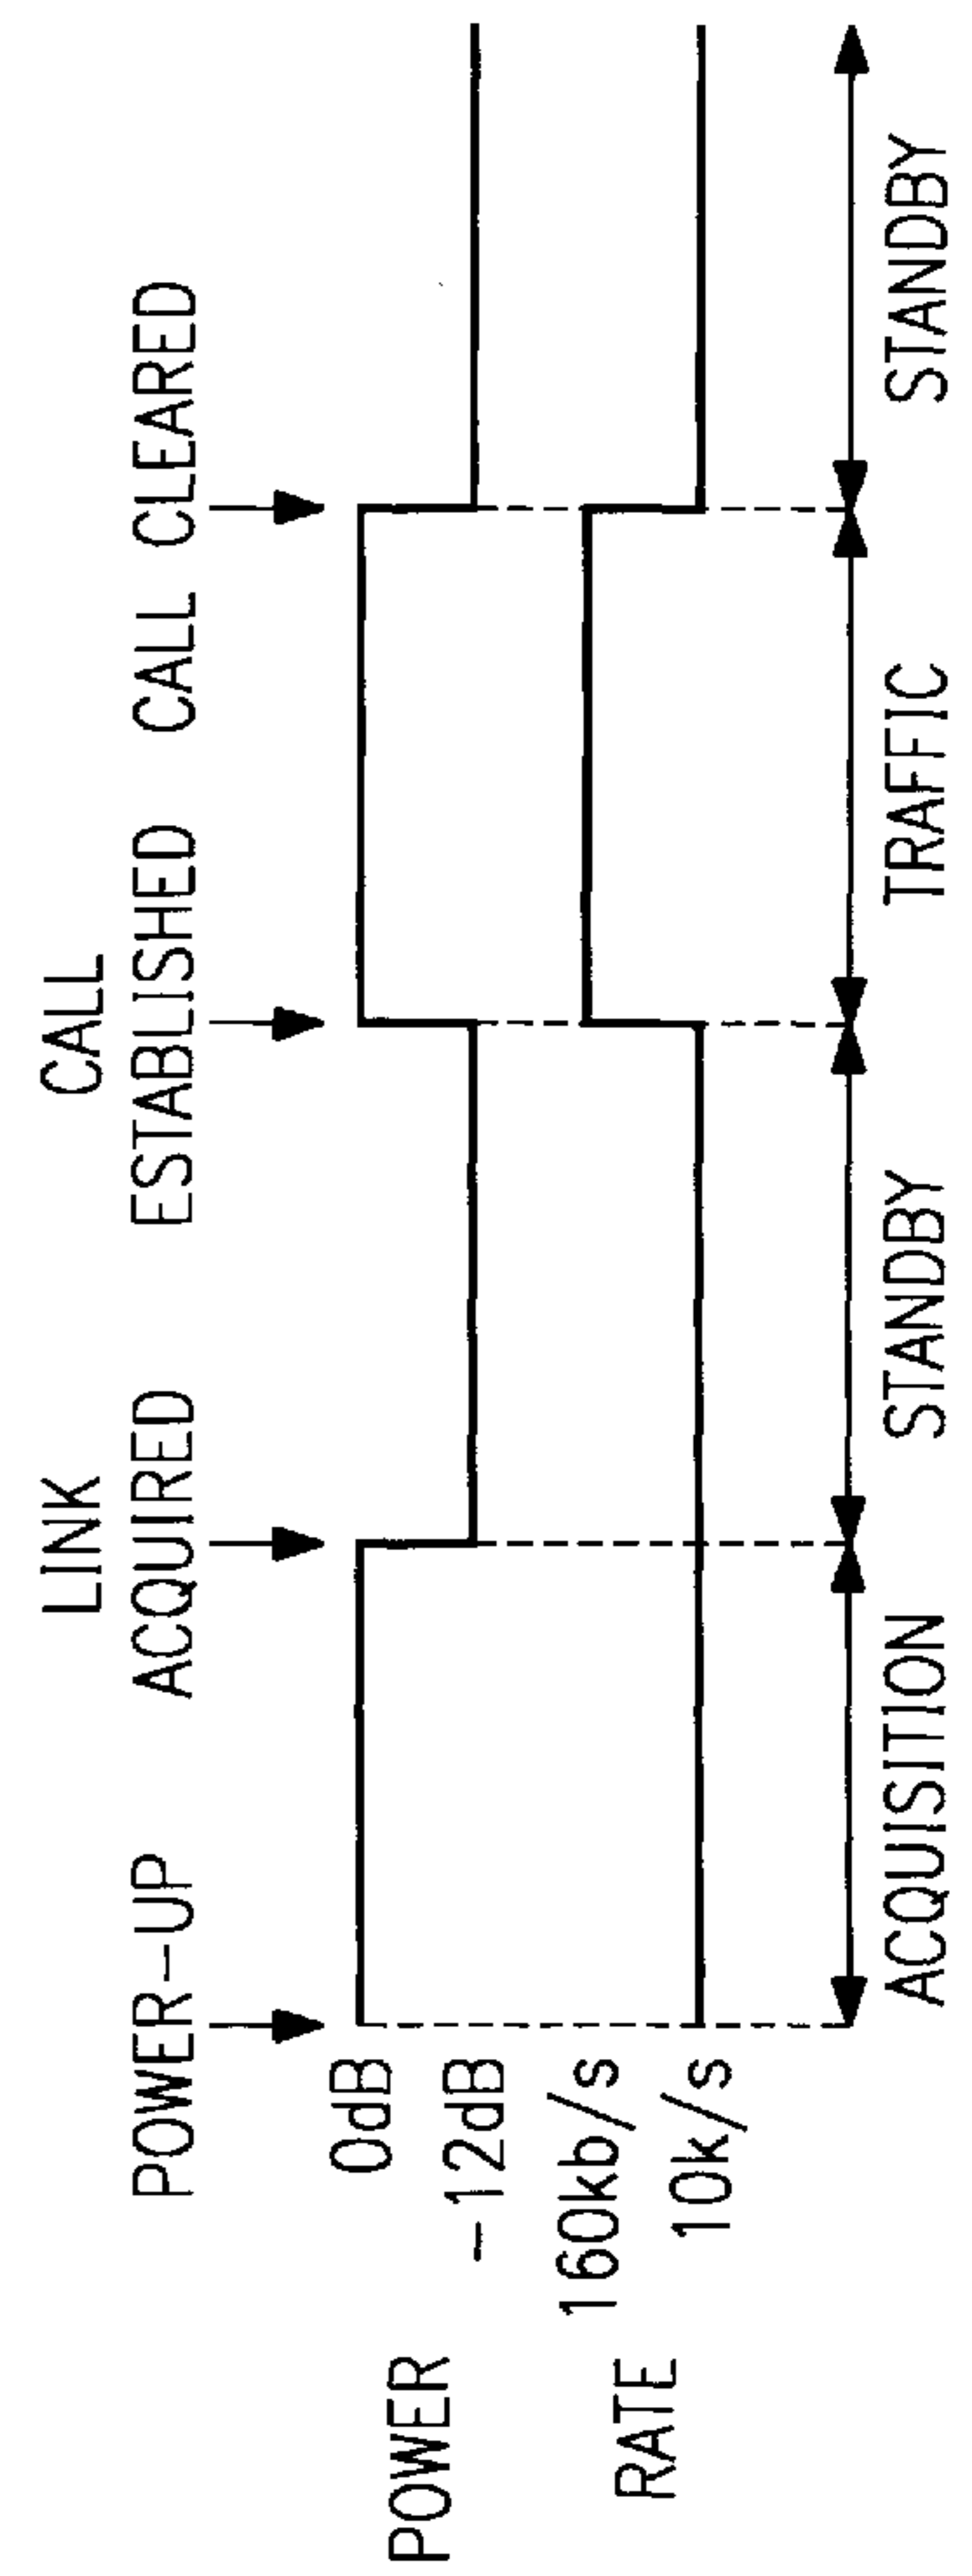 POWER-UP
LINK
ACQUIRED
CALL
ESTABLISHED
CALL CLEARED
POWER
0dB
-12dB
RATE
160kb/s
10k/s
ACQUISITION
STANDBY
TRAFFIC
STANDBY